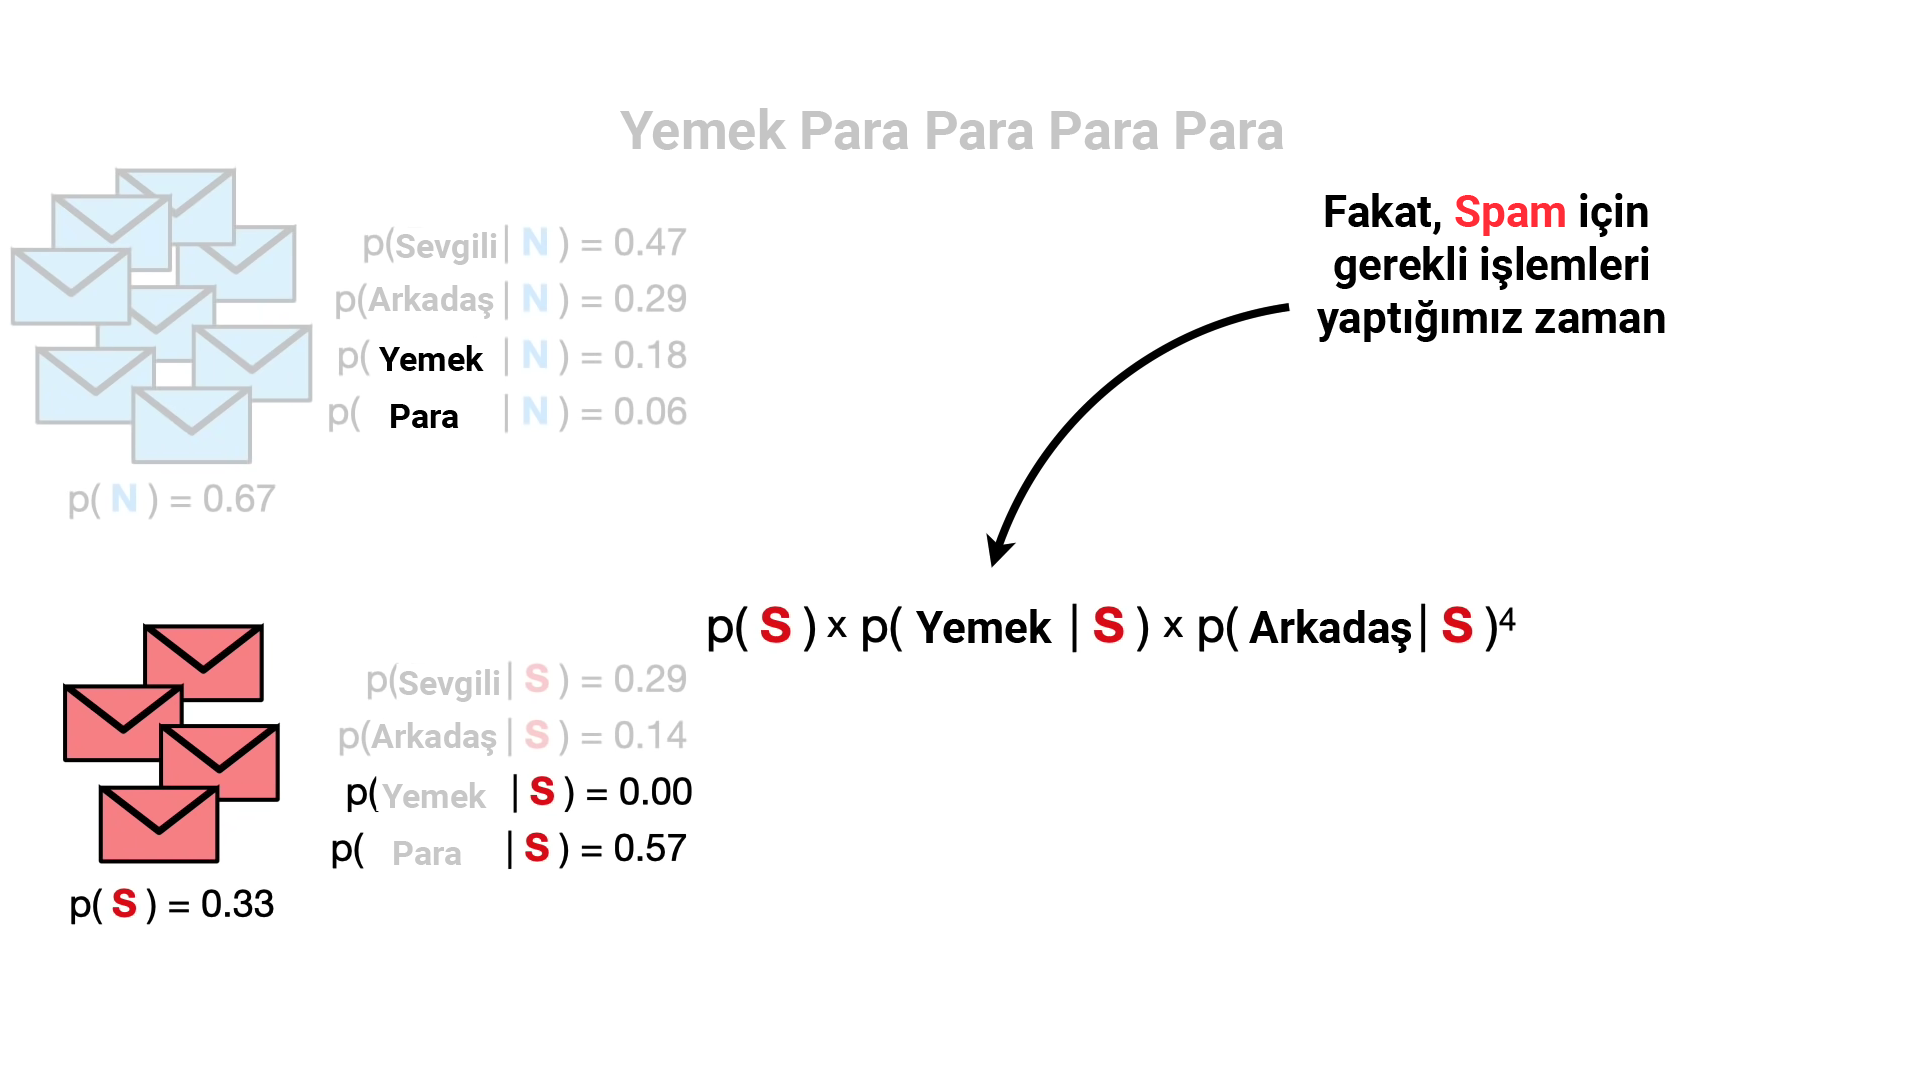 Yemek Para Para Para Para
Fakat, Spam için
gerekli işlemleri
yaptığımız zaman
p(Sevgili | N ) = 0.47
p(Arkadaş | N ) = 0.29
p( Yemek | N ) = 0.18
p( Para | N ) = 0.06
p( N ) = 0.67
p( S ) x p( Yemek | S ) x p( Arkadaş | S )⁴
p(Sevgili | S ) = 0.29
p(Arkadaş | S ) = 0.14
p( Yemek | S ) = 0.00
p( Para | S ) = 0.57
p( S ) = 0.33